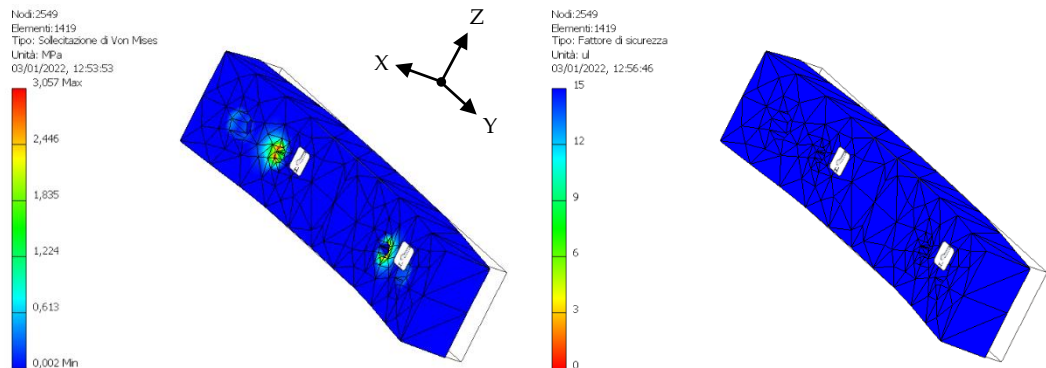 Nodi:2549
Elementi:1419
Tipo: Sollecitazione di Von Mises
Unità: MPa
03/01/2022, 12:53:53
3,057 Max
2,446
1,835
1,224
0,613
0,002 Min
Z
X
Y
Nodi:2549
Elementi:1419
Tipo: Fattore di sicurezza
Unità: ul
03/01/2022, 12:56:46
15
12
9
6
3
0